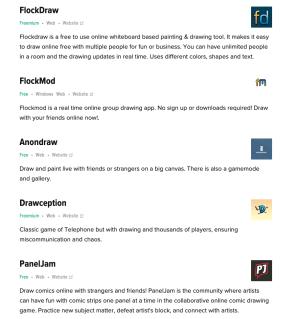 FlockDraw
fd
Freemium • Web • Website
Flockdraw is a free to use online whiteboard based painting & drawing tool. It makes it easy
to draw online free with multiple people for fun or business. You can have unlimited people
in a room and the drawing updates in real time. Uses different colors, shapes and text.
FlockMod
fm
Free • Windows Web • Website
Flockmod is a real time online group drawing app. No sign up or downloads required! Draw
with your friends online now!.
Anondraw
Free • Web • Website
Draw and paint live with friends or strangers on a big canvas. There is also a gamemode
and gallery.
Drawception
Freemium • Web • Website
Classic game of Telephone but with drawing and thousands of players, ensuring
miscommunication and chaos.
PanelJam
PJ
Free • Web • Website
Draw comics online with strangers and friends! PanelJam is the community where artists
can have fun with comic strips one panel at a time in the collaborative online comic drawing
game. Practice new subject matter, defeat artist's block, and connect with artists.